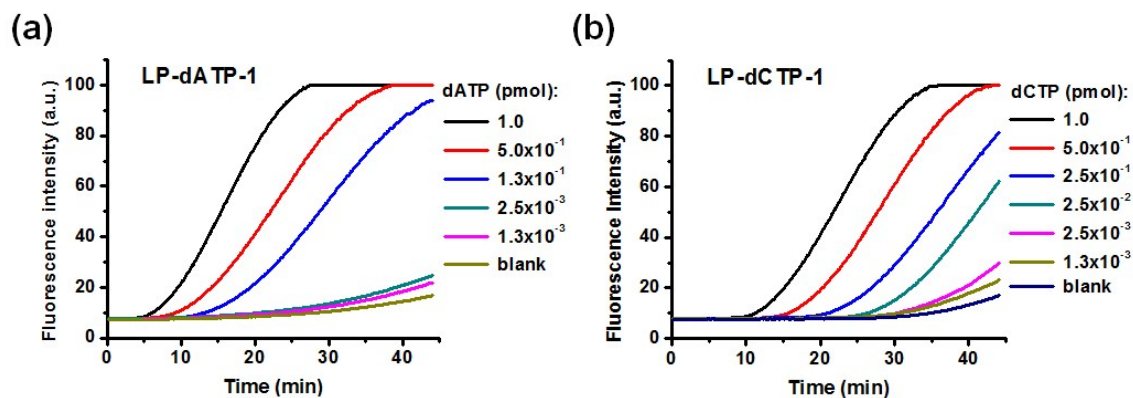 (a)
LP-dATP-1
dATP (pmol):
1.0
5.0x10⁻¹
1.3x10⁻¹
2.5x10⁻³
1.3x10⁻³
blank
Fluorescence intensity (a.u.)
100
80
60
40
20
0
0 10 20 30 40
Time (min)
(b)
LP-dCTP-1
dCTP (pmol):
1.0
5.0x10⁻¹
2.5x10⁻¹
2.5x10⁻²
2.5x10⁻³
1.3x10⁻³
blank
Fluorescence Intensity (a.u.)
100
80
60
40
20
0
0 10 20 30 40
Time (min)